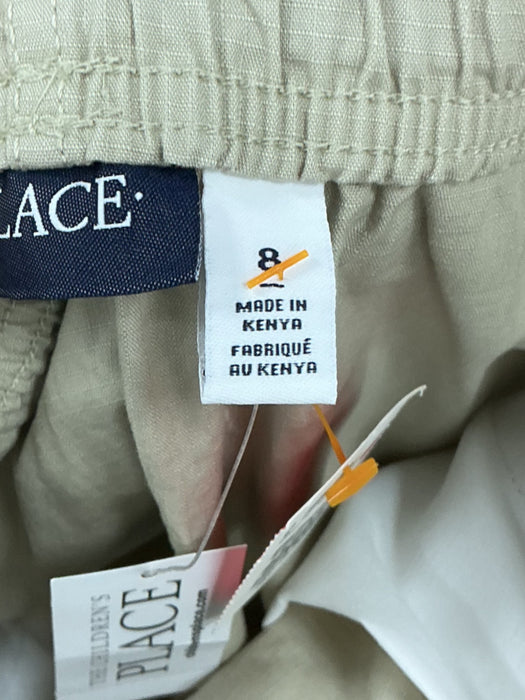 LACE
8
MADE IN
KENYA
FABRIQUÉ
AU KENYA
THE CHILDREN'S
PLACE